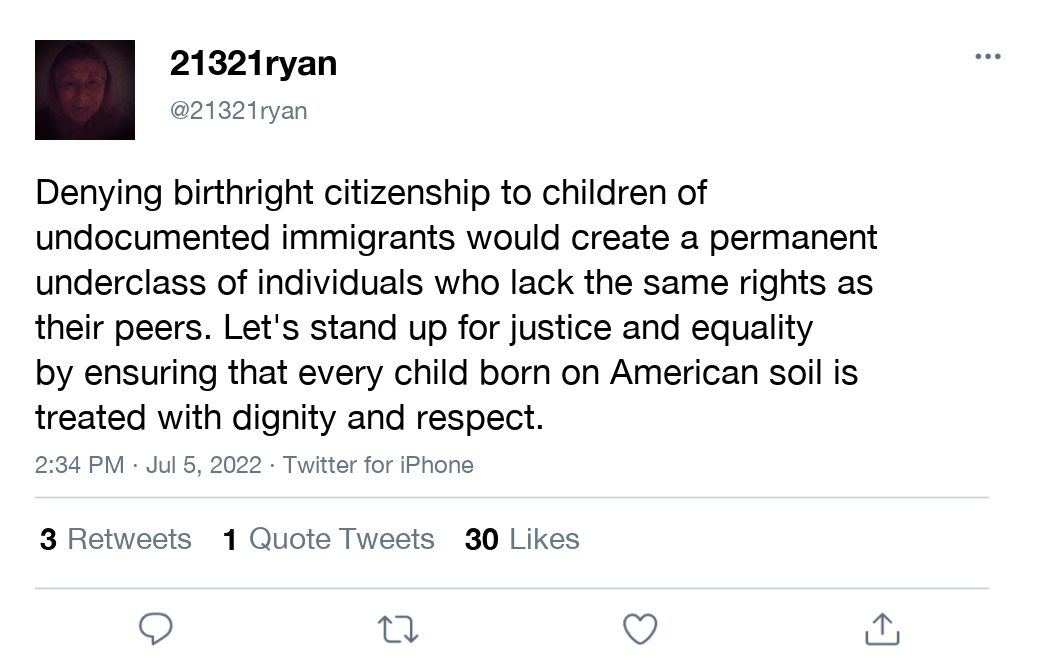 21321ryan
@21321ryan
Denying birthright citizenship to children of
undocumented immigrants would create a permanent
underclass of individuals who lack the same rights as
their peers. Let's stand up for justice and equality
by ensuring that every child born on American soil is
treated with dignity and respect.
2:34 PM · Jul 5, 2022 · Twitter for iPhone
3 Retweets 1 Quote Tweets 30 Likes